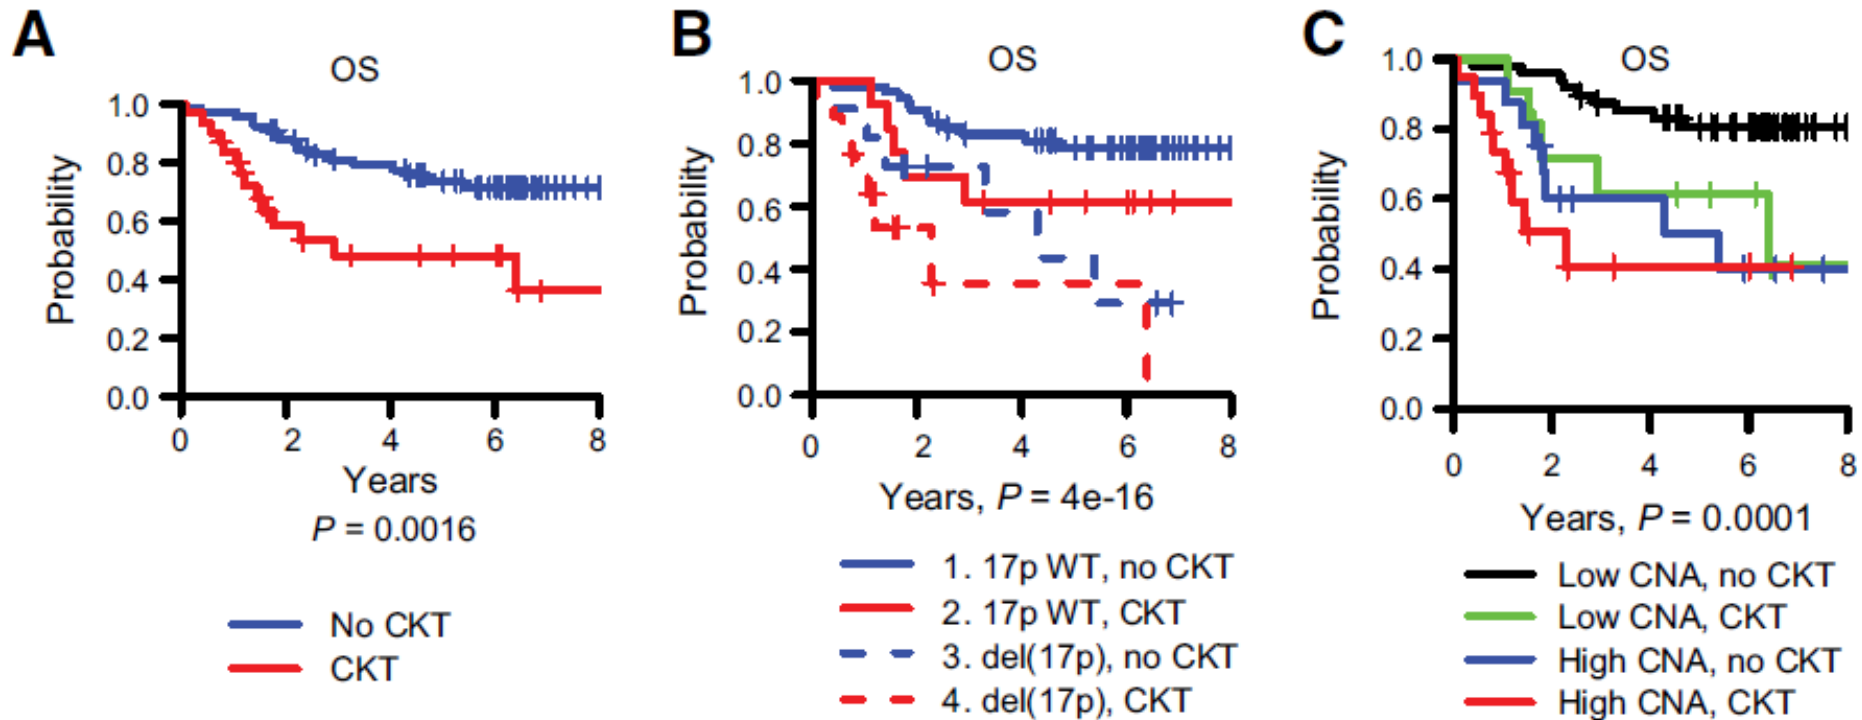 A
OS
Probability
1.0
0.8
0.6
0.4
0.2
0.0
0 2 4 6 8
Years
P = 0.0016
No CKT
CKT
B
OS
Probability
1.0
0.8
0.6
0.4
0.2
0.0
0 2 4 6 8
Years, P = 4e-16
1. 17p WT, no CKT
2. 17p WT, CKT
3. del(17p), no CKT
4. del(17p), CKT
C
OS
Probability
1.0
0.8
0.6
0.4
0.2
0.0
0 2 4 6 8
Years, P = 0.0001
Low CNA, no CKT
Low CNA, CKT
High CNA, no CKT
High CNA, CKT